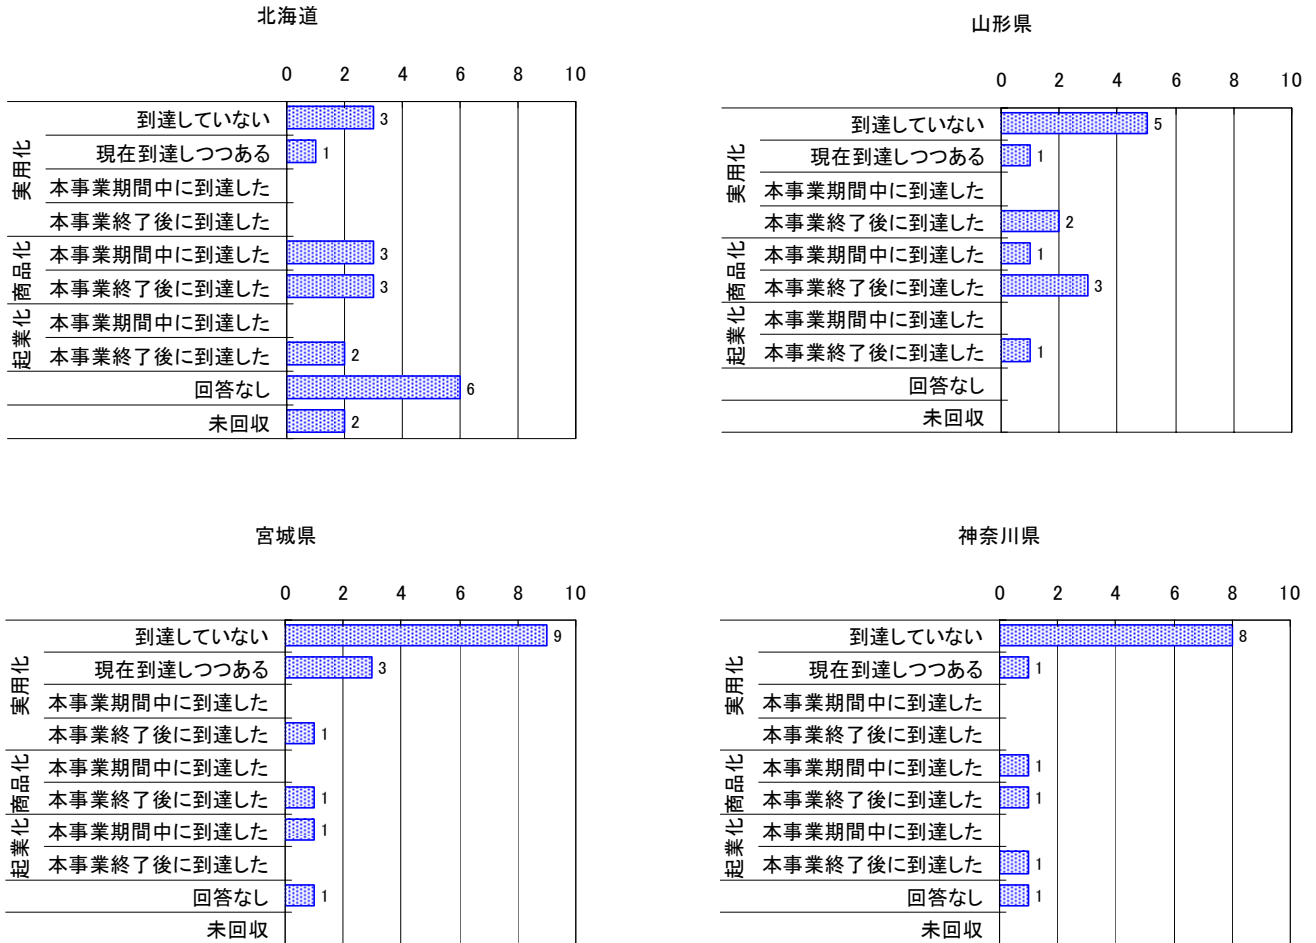 北海道
0 2 4 6 8 10
実用化
到達していない 3
現在到達しつつある 1
本事業期間中に到達した
本事業終了後に到達した
商品化
本事業期間中に到達した 3
本事業終了後に到達した 3
起業化
本事業期間中に到達した
本事業終了後に到達した 2
回答なし 6
未回収 2
山形県
0 2 4 6 8 10
実用化
到達していない 5
現在到達しつつある 1
本事業期間中に到達した
本事業終了後に到達した 2
商品化
本事業期間中に到達した 1
本事業終了後に到達した 3
起業化
本事業期間中に到達した
本事業終了後に到達した 1
回答なし
未回収
宮城県
0 2 4 6 8 10
実用化
到達していない 9
現在到達しつつある 3
本事業期間中に到達した
本事業終了後に到達した 1
商品化
本事業期間中に到達した
本事業終了後に到達した 1
起業化
本事業期間中に到達した 1
本事業終了後に到達した
回答なし 1
未回収
神奈川県
0 2 4 6 8 10
実用化
到達していない 8
現在到達しつつある 1
本事業期間中に到達した
本事業終了後に到達した
商品化
本事業期間中に到達した 1
本事業終了後に到達した 1
起業化
本事業期間中に到達した
本事業終了後に到達した 1
回答なし 1
未回収